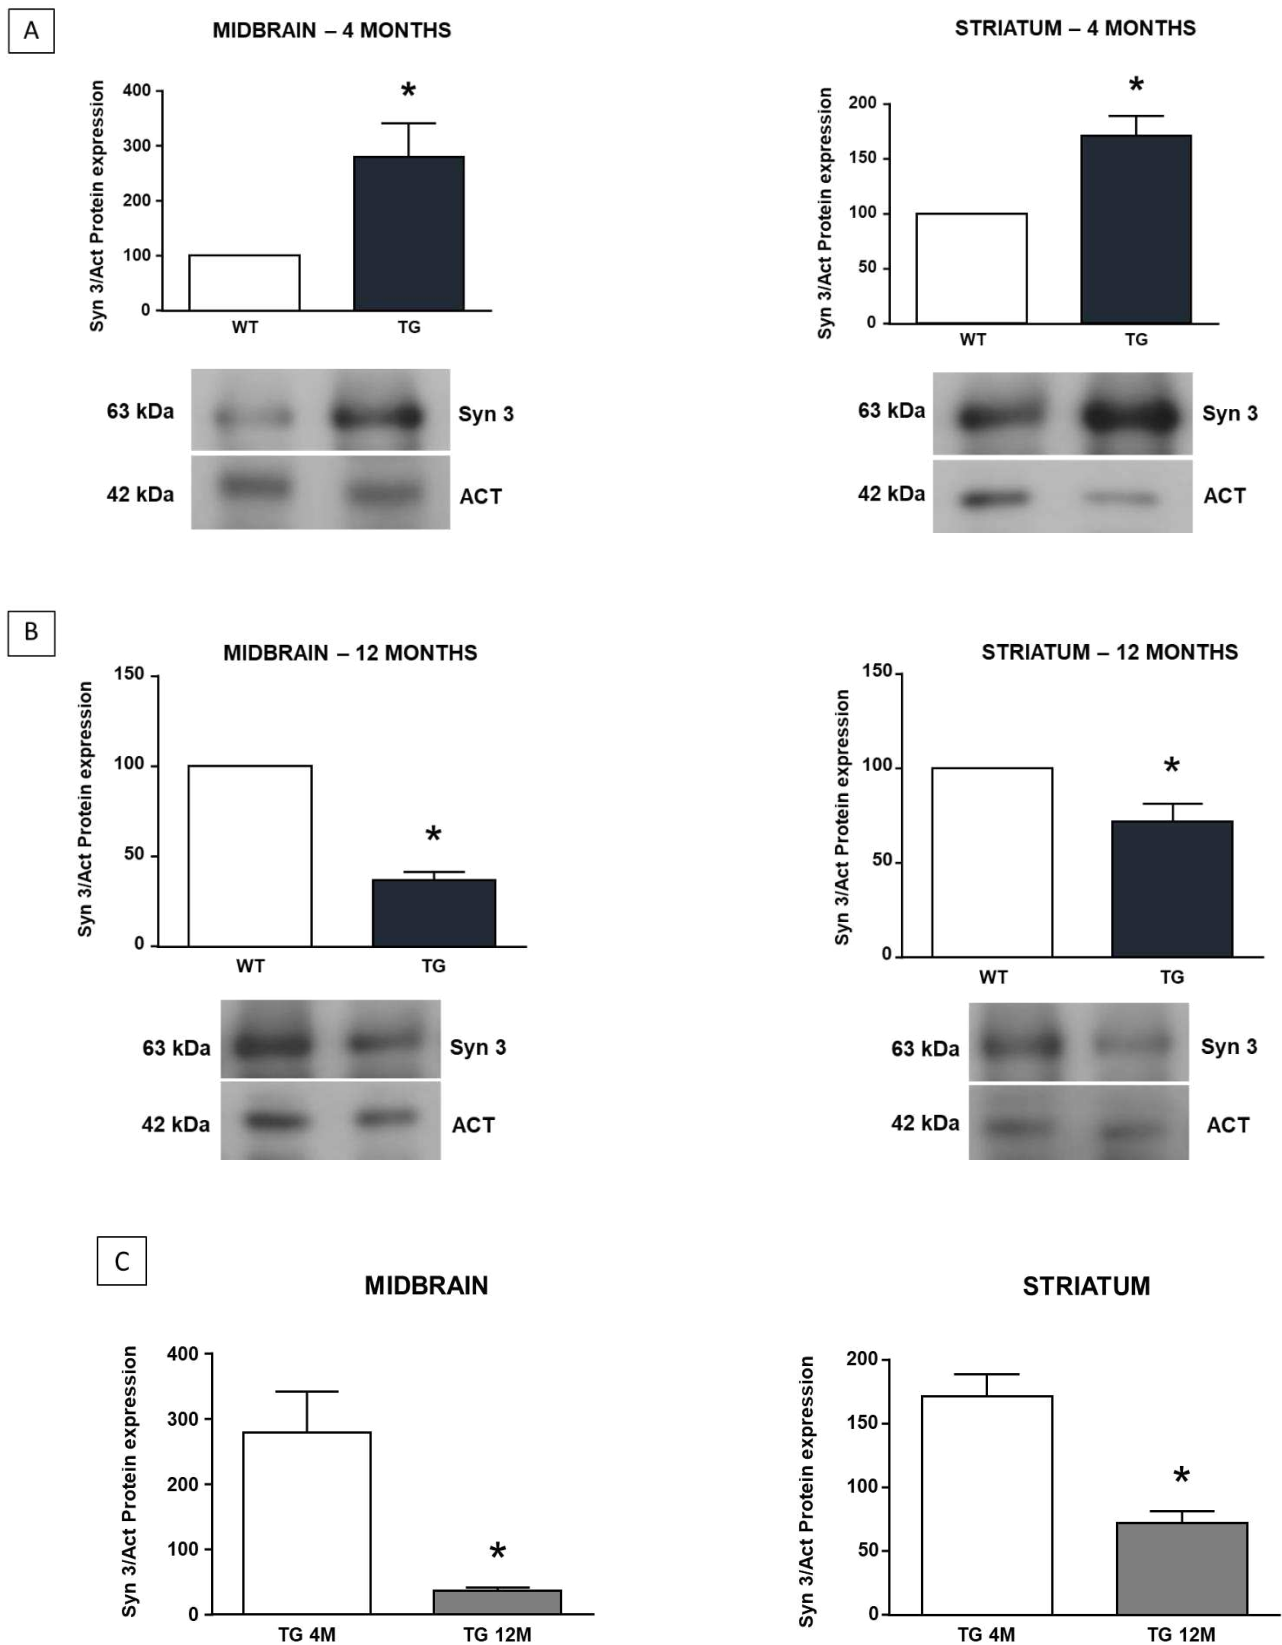 A
MIDBRAIN – 4 MONTHS
Syn 3/Act Protein expression
400
300
200
100
0
*
WT
TG
63 kDa
Syn 3
42 kDa
ACT
STRIATUM – 4 MONTHS
Syn 3/Act Protein expression
200
150
100
50
0
*
WT
TG
63 kDa
Syn 3
42 kDa
ACT
B
MIDBRAIN – 12 MONTHS
Syn 3/Act Protein expression
150
100
50
0
*
WT
TG
63 kDa
Syn 3
42 kDa
ACT
STRIATUM – 12 MONTHS
Syn 3/Act Protein expression
150
100
50
0
*
WT
TG
63 kDa
Syn 3
42 kDa
ACT
C
MIDBRAIN
Syn 3/Act Protein expression
400
300
200
100
0
*
TG 4M
TG 12M
STRIATUM
Syn 3/Act Protein expression
200
150
100
50
0
*
TG 4M
TG 12M